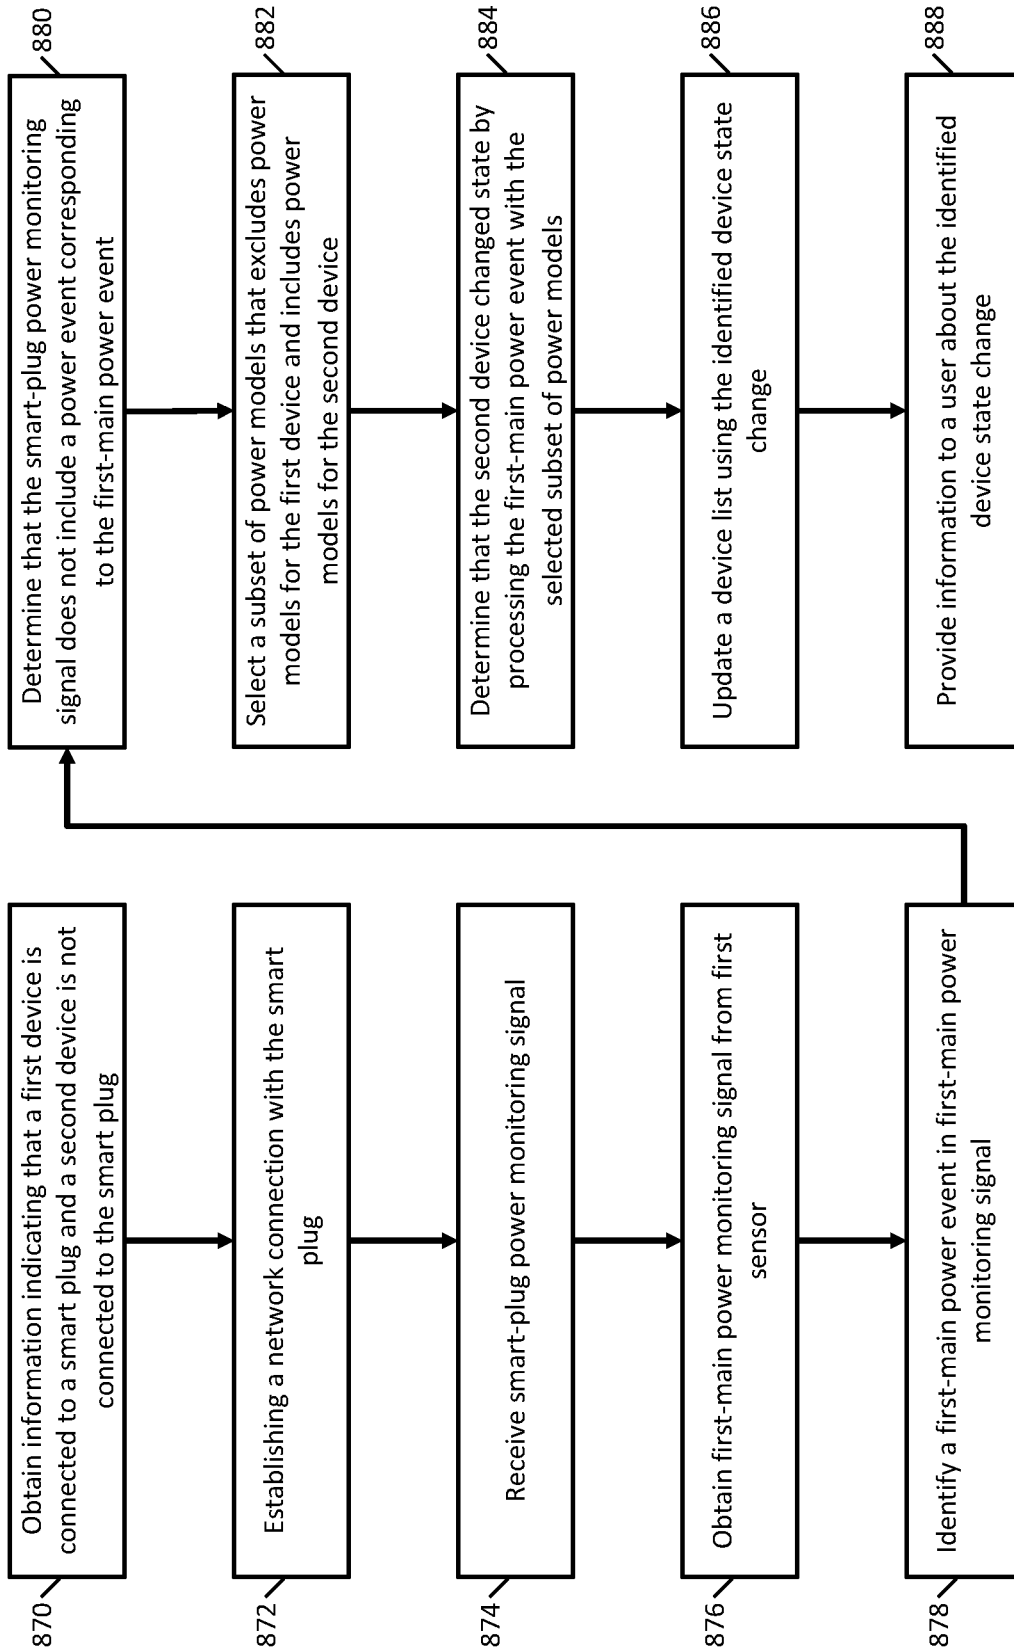 870
Obtain information indicating that a first device is
connected to a smart plug and a second device is not
connected to the smart plug
872
Establishing a network connection with the smart
plug
874
Receive smart-plug power monitoring signal
876
Obtain first-main power monitoring signal from first
sensor
878
Identify a first-main power event in first-main power
monitoring signal
880
Determine that the smart-plug power monitoring
signal does not include a power event corresponding
to the first-main power event
882
Select a subset of power models that excludes power
models for the first device and includes power
models for the second device
884
Determine that the second device changed state by
processing the first-main power event with the
selected subset of power models
886
Update a device list using the identified device state
change
888
Provide information to a user about the identified
device state change